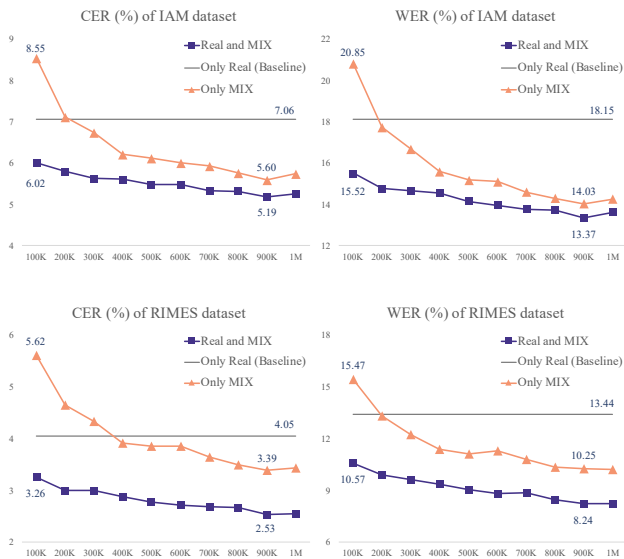 CER (%) of IAM dataset
9
8
7
6
5
4
8.55
Real and MIX
Only Real (Baseline)
Only MIX
7.06
6.02
5.60
5.19
100K 200K 300K 400K 500K 600K 700K 800K 900K 1M
WER (%) of IAM dataset
22
20
18
16
14
12
20.85
Real and MIX
Only Real (Baseline)
Only MIX
18.15
15.52
14.03
13.37
100K 200K 300K 400K 500K 600K 700K 800K 900K 1M
CER (%) of RIMES dataset
6
5
4
3
2
5.62
Real and MIX
Only Real (Baseline)
Only MIX
4.05
3.39
3.26
2.53
100K 200K 300K 400K 500K 600K 700K 800K 900K 1M
WER (%) of RIMES dataset
18
15
12
9
6
15.47
Real and MIX
Only Real (Baseline)
Only MIX
13.44
10.57
10.25
8.24
100K 200K 300K 400K 500K 600K 700K 800K 900K 1M